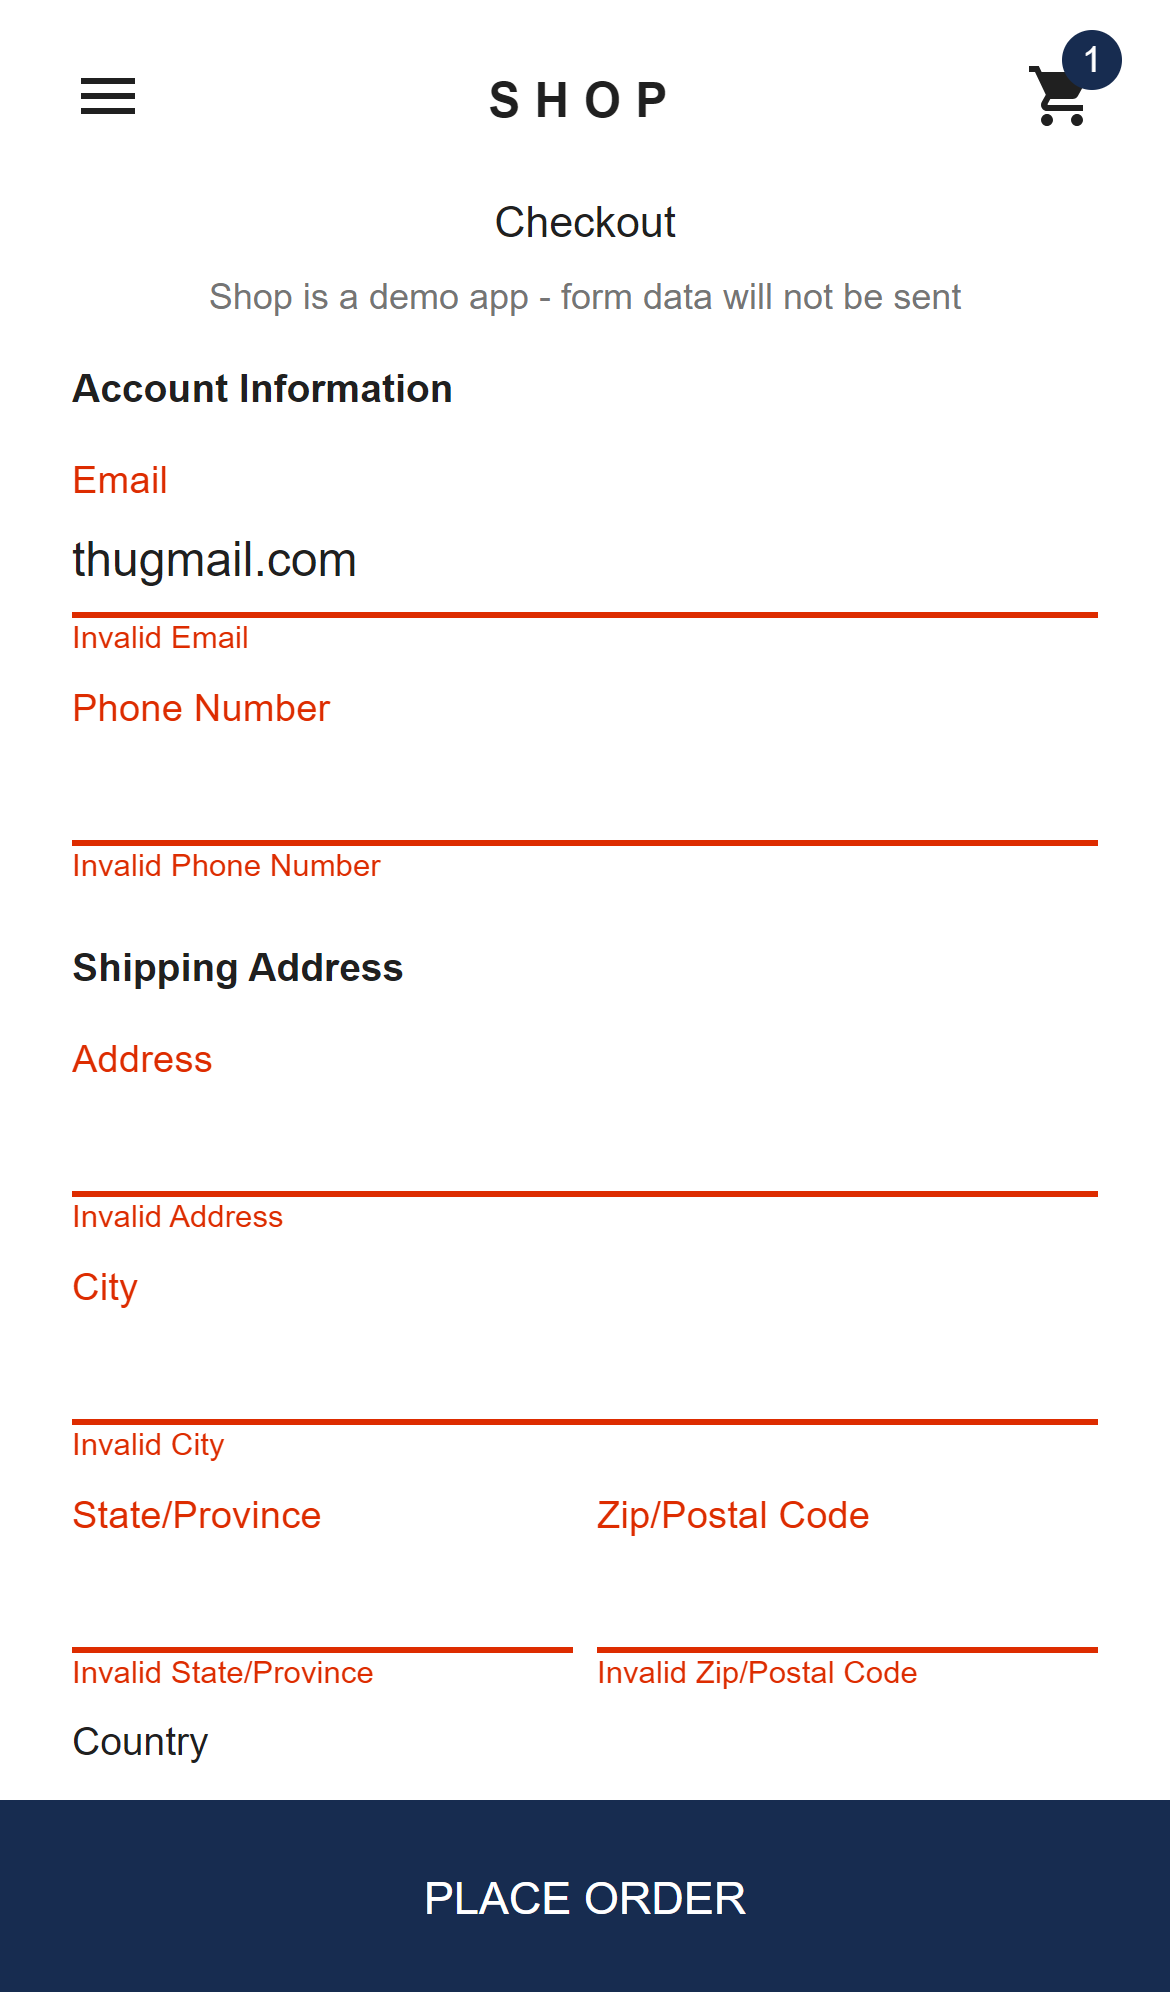 SHOP
1
Checkout
Shop is a demo app - form data will not be sent
Account Information
Email
thugmail.com
Invalid Email
Phone Number
Invalid Phone Number
Shipping Address
Address
Invalid Address
City
Invalid City
State/Province Zip/Postal Code
Invalid State/Province Invalid Zip/Postal Code
Country
PLACE ORDER